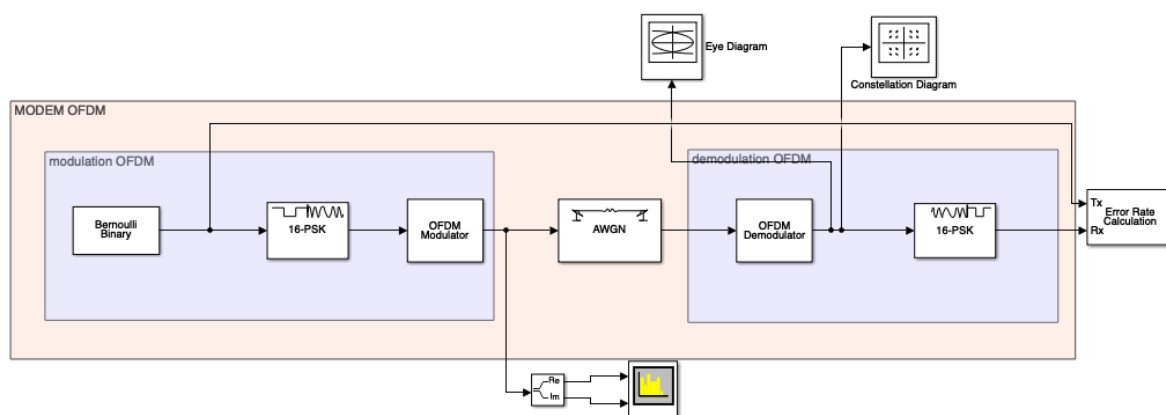 Eye Diagram
Constellation Diagram
MODEM OFDM
modulation OFDM
demodulation OFDM
Bernoulli
Binary
16-PSK
OFDM
Modulator
AWGN
OFDM
Demodulator
16-PSK
Tx
Error Rate
Calculation
Rx
Re
Im